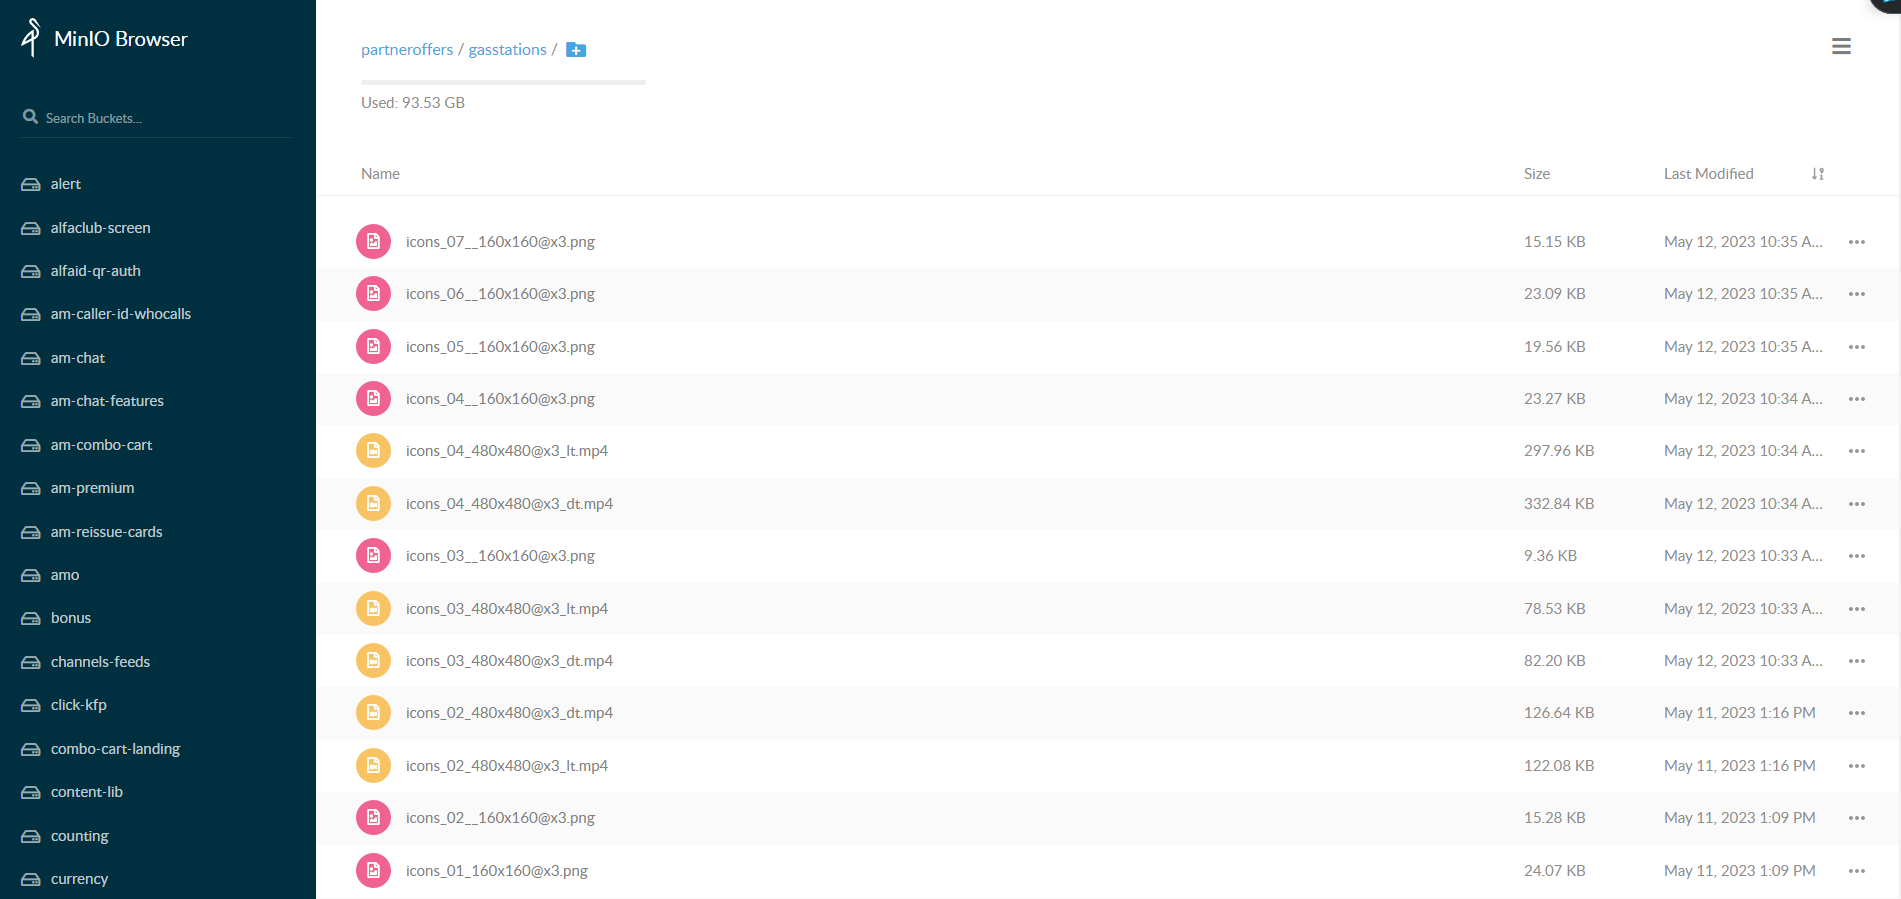 MinIO Browser
Search Buckets...
alert
alfaclub-screen
alfaid-qr-auth
am-caller-id-whocalls
am-chat
am-chat-features
am-combo-cart
am-premium
am-reissue-cards
amo
bonus
channels-feeds
click-kfp
combo-cart-landing
content-lib
counting
currency
partneroffers / gasstations /
Used: 93.53 GB
Name Size Last Modified
icons_07__160x160@x3.png 15.15 KB May 12, 2023 10:35 A...
icons_06__160x160@x3.png 23.09 KB May 12, 2023 10:35 A...
icons_05__160x160@x3.png 19.56 KB May 12, 2023 10:35 A...
icons_04__160x160@x3.png 23.27 KB May 12, 2023 10:34 A...
icons_04_480x480@x3_lt.mp4 297.96 KB May 12, 2023 10:34 A...
icons_04_480x480@x3_dt.mp4 332.84 KB May 12, 2023 10:34 A...
icons_03__160x160@x3.png 9.36 KB May 12, 2023 10:33 A...
icons_03_480x480@x3_lt.mp4 78.53 KB May 12, 2023 10:33 A...
icons_03_480x480@x3_dt.mp4 82.20 KB May 12, 2023 10:33 A...
icons_02_480x480@x3_dt.mp4 126.64 KB May 11, 2023 1:16 PM
icons_02_480x480@x3_lt.mp4 122.08 KB May 11, 2023 1:16 PM
icons_02__160x160@x3.png 15.28 KB May 11, 2023 1:09 PM
icons_01_160x160@x3.png 24.07 KB May 11, 2023 1:09 PM